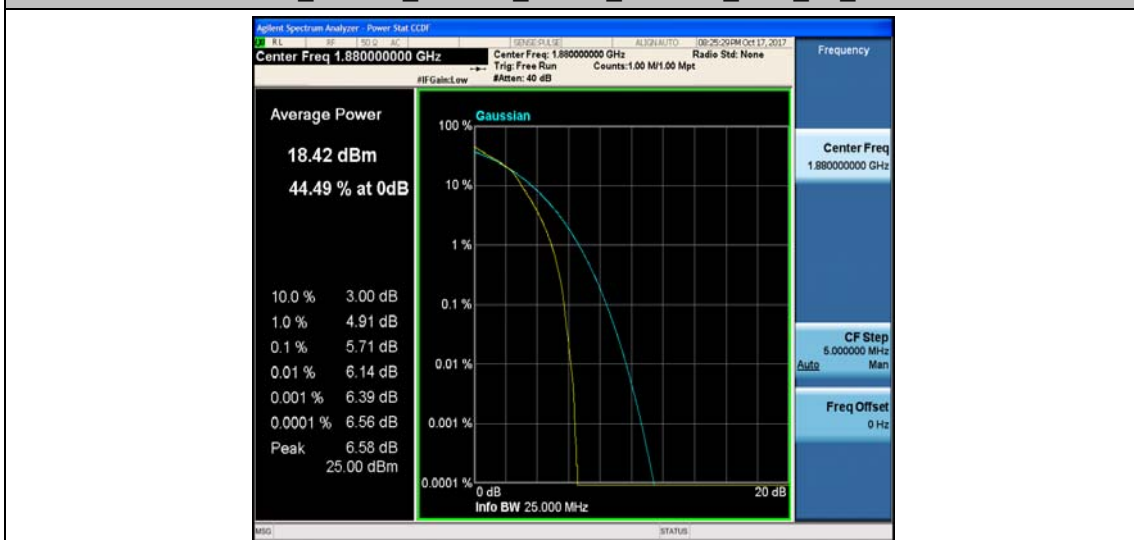 Agilent Spectrum Analyzer - Power Stat CCDF
RL RF 50 Ω AC SENSE:PULSE ALIGN AUTO 08:25:29 PM Oct 17, 2017
Center Freq 1.880000000 GHz
Center Freq: 1.880000000 GHz Radio Std: None
Trig: Free Run Counts:1.00 M/1.00 Mpt
#IFGain:Low #Atten: 40 dB
Frequency
Average Power
18.42 dBm
44.49 % at 0dB
10.0 % 3.00 dB
1.0 % 4.91 dB
0.1 % 5.71 dB
0.01 % 6.14 dB
0.001 % 6.39 dB
0.0001 % 6.56 dB
Peak 6.58 dB
25.00 dBm
Gaussian
100 %
10 %
1 %
0.1 %
0.01 %
0.001 %
0.0001 %
0 dB 20 dB
Info BW 25.000 MHz
Center Freq
1.880000000 GHz
CF Step
5.000000 MHz
Auto Man
Freq Offset
0 Hz
MSG STATUS